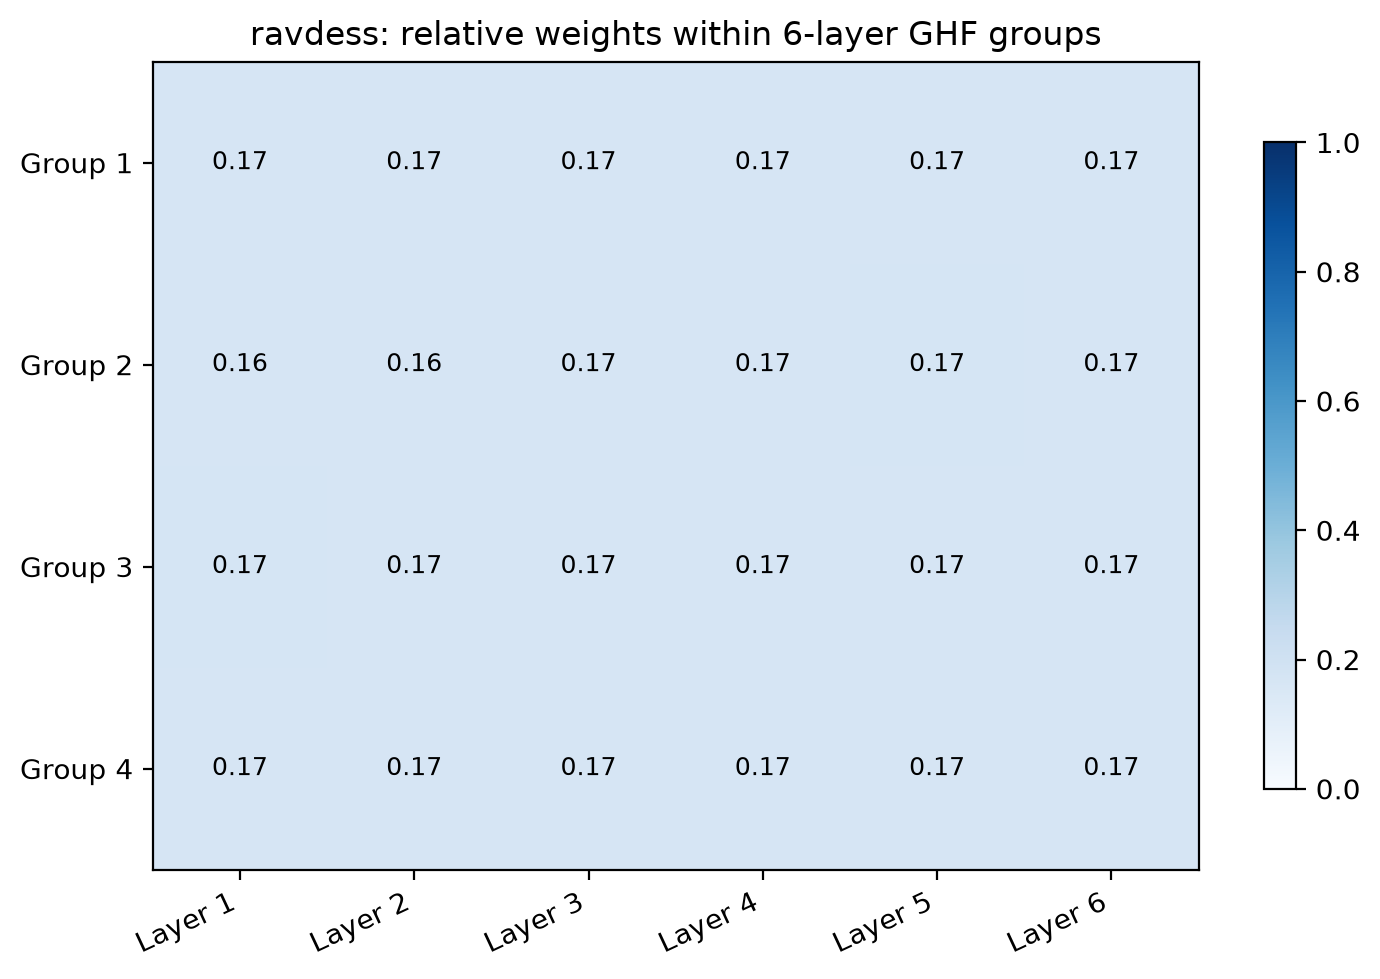 ravdess: relative weights within 6-layer GHF groups
Group 1 0.17 0.17 0.17 0.17 0.17 0.17
Group 2 0.16 0.16 0.17 0.17 0.17 0.17
Group 3 0.17 0.17 0.17 0.17 0.17 0.17
Group 4 0.17 0.17 0.17 0.17 0.17 0.17
Layer 1 Layer 2 Layer 3 Layer 4 Layer 5 Layer 6
1.0
0.8
0.6
0.4
0.2
0.0